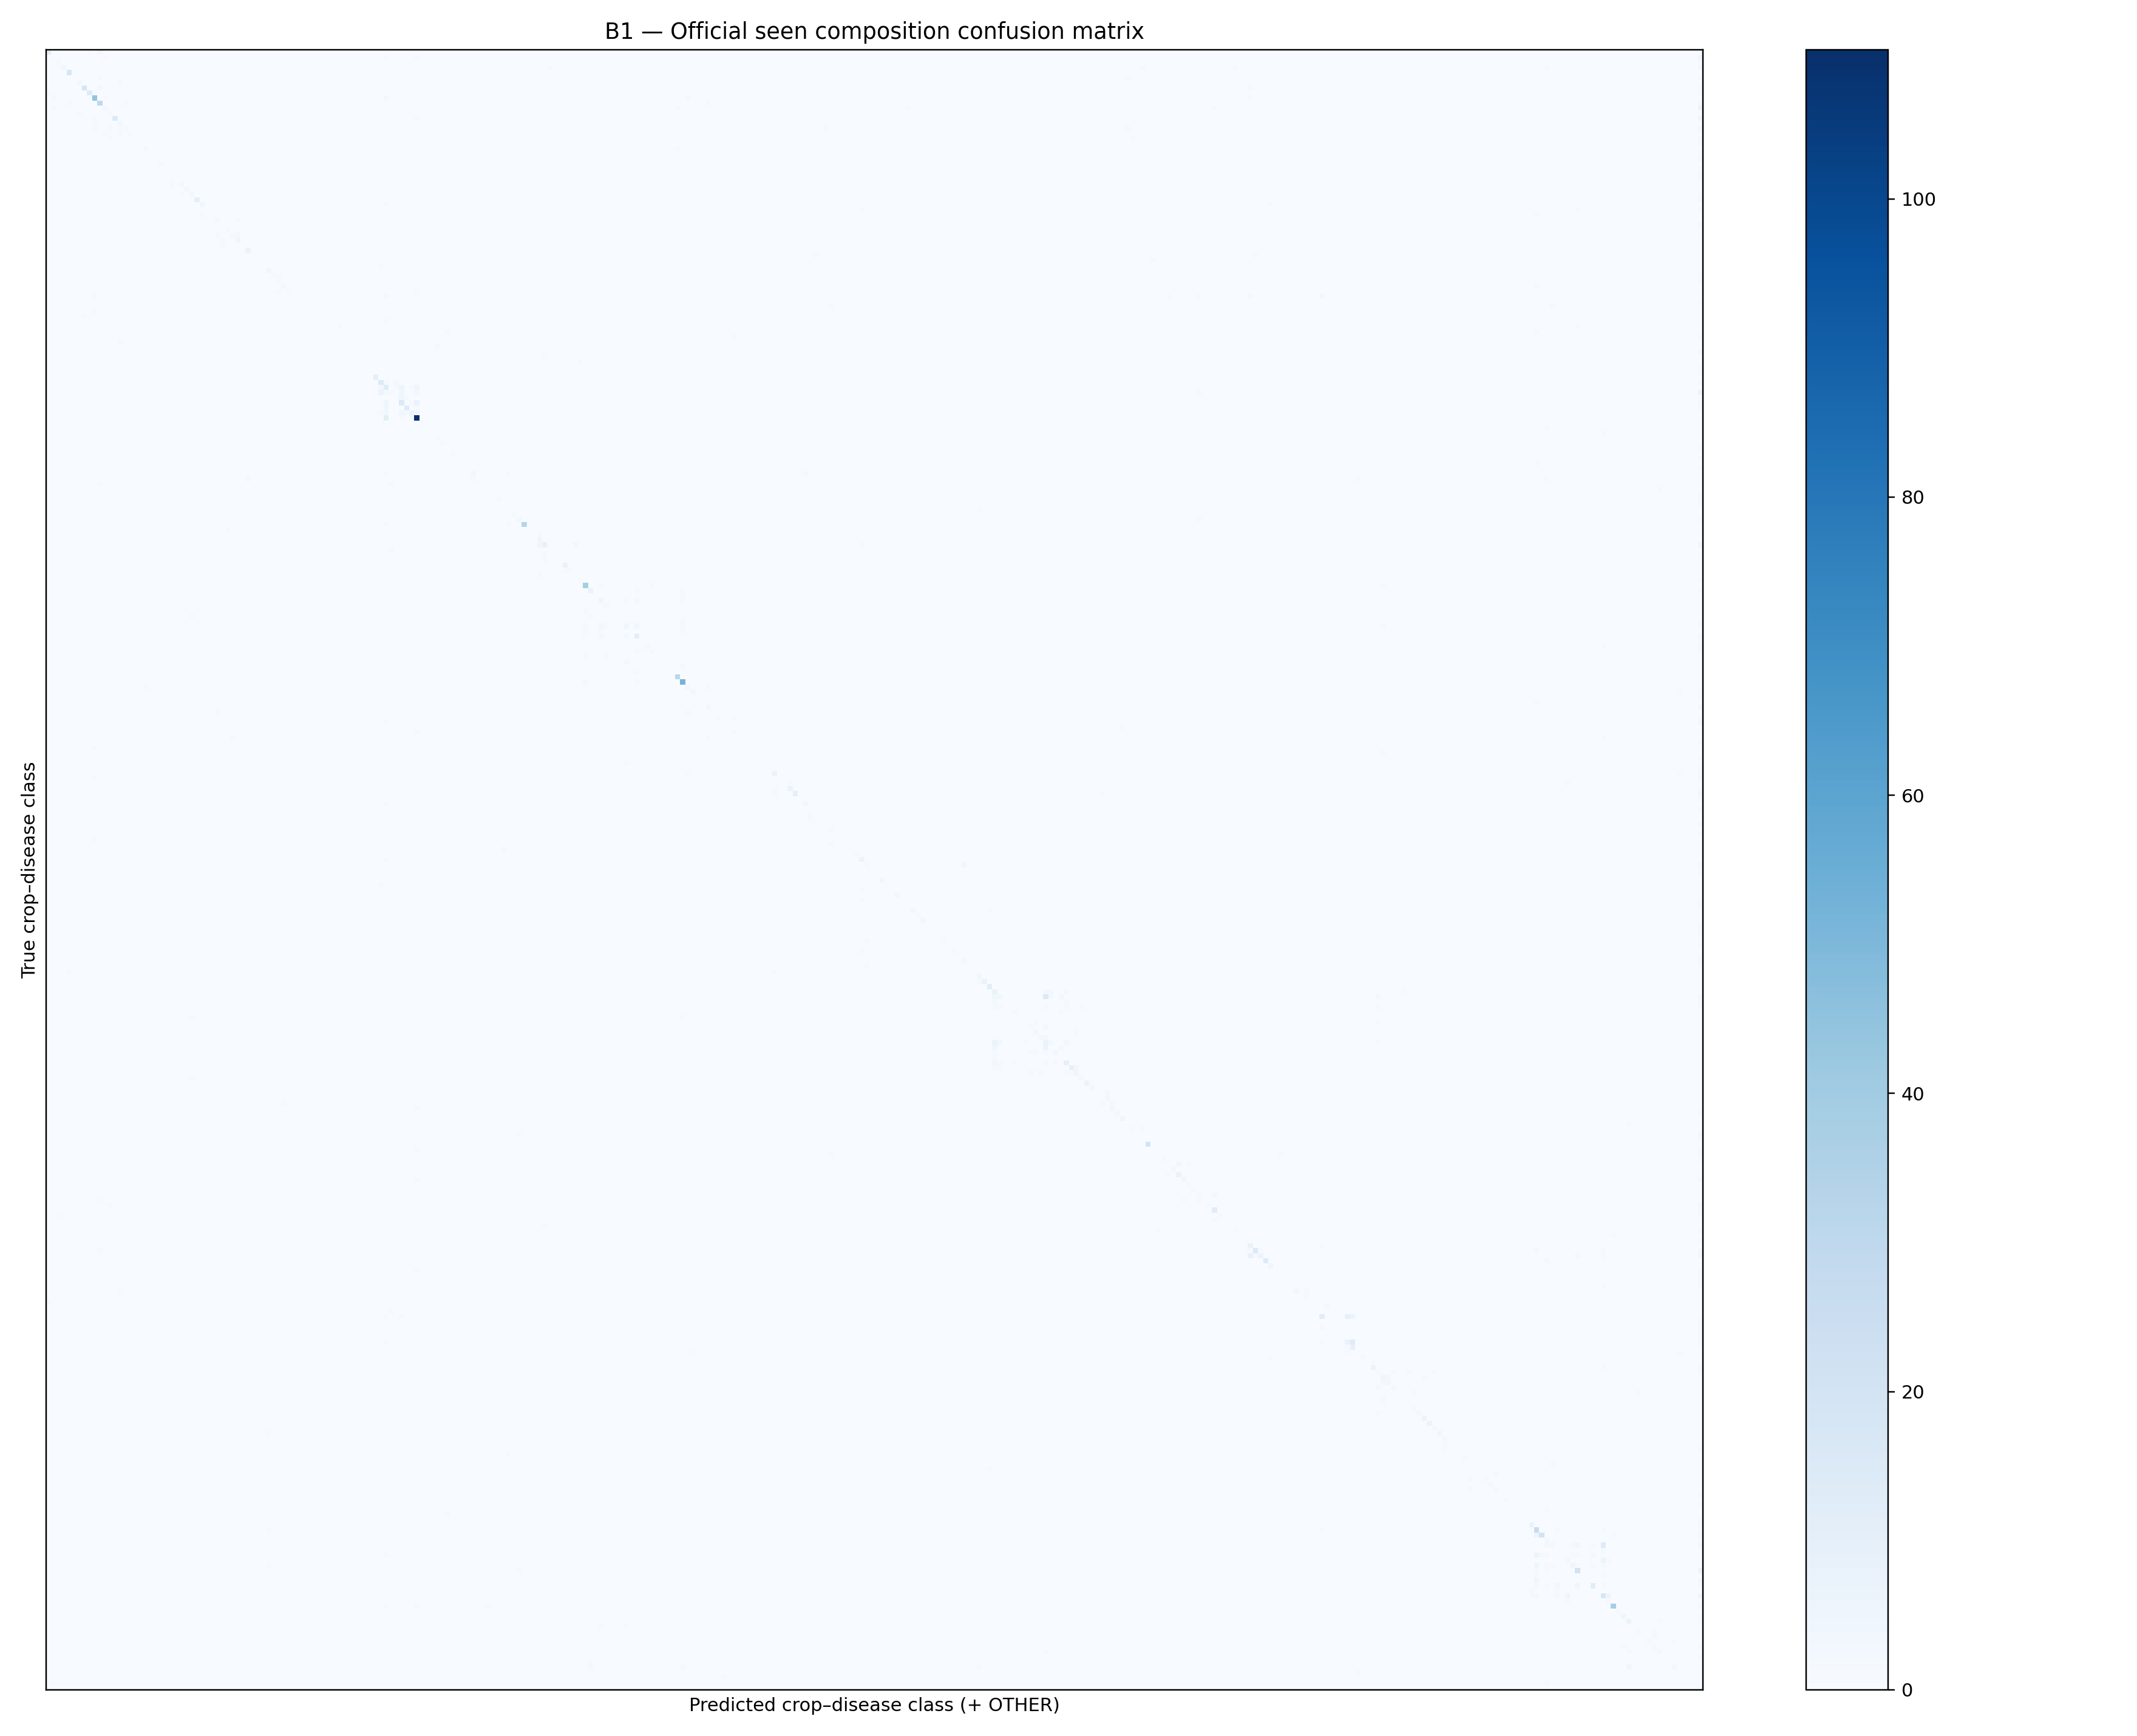 B1 — Official seen composition confusion matrix
True crop–disease class
Predicted crop–disease class (+ OTHER)
100
80
60
40
20
0